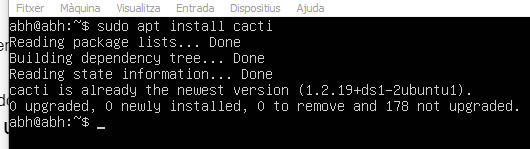 Fitxer Màquina Visualitza Entrada Dispositius Ajuda
abh@abh:~$ sudo apt install cacti
Reading package lists... Done
Building dependency tree... Done
Reading state information... Done
cacti is already the newest version (1.2.19+ds1-2ubuntu1).
0 upgraded, 0 newly installed, 0 to remove and 178 not upgraded.
abh@abh:~$ _